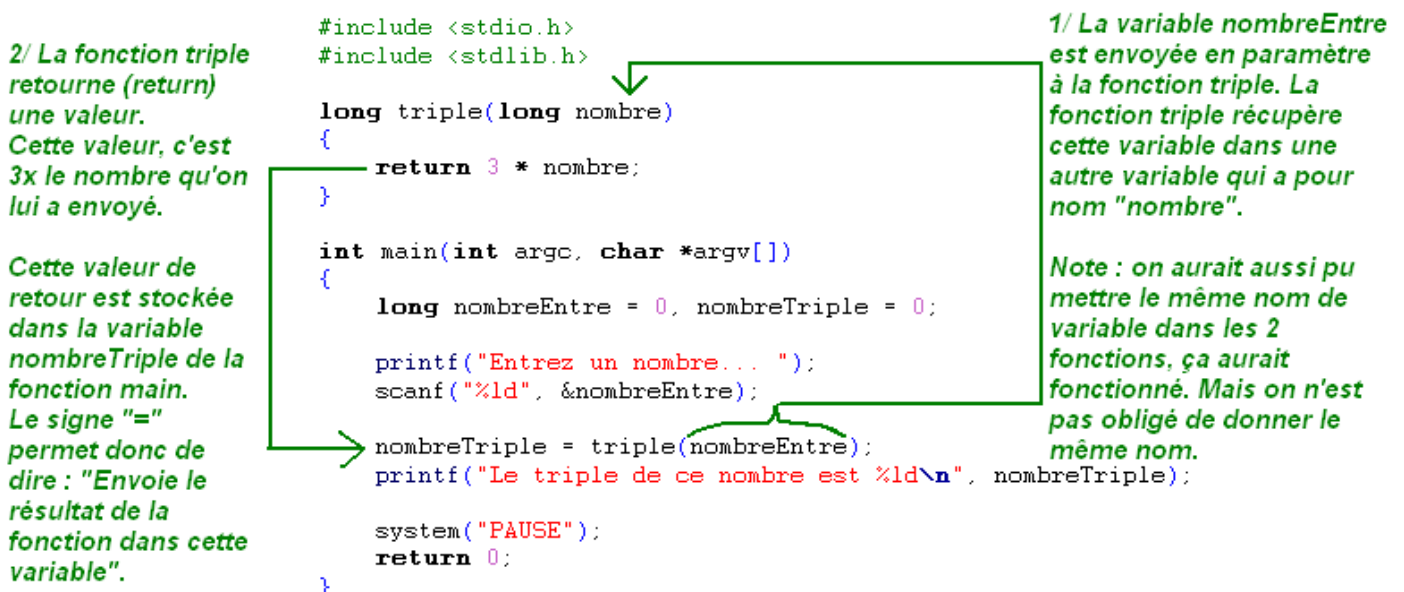 2/ La fonction triple
retourne (return)
une valeur.
Cette valeur, c'est
3x le nombre qu'on
lui a envoyé.
Cette valeur de
retour est stockée
dans la variable
nombreTriple de la
fonction main.
Le signe "="
permet donc de
dire : "Envoie le
résultat de la
fonction dans cette
variable".
#include <stdio.h>
#include <stdlib.h>
long triple(long nombre)
{
return 3 * nombre;
}
int main(int argc, char *argv[])
{
long nombreEntre = 0, nombreTriple = 0;
printf("Entrez un nombre... ");
scanf("%ld", &nombreEntre);
nombreTriple = triple(nombreEntre);
printf("Le triple de ce nombre est %ld\n", nombreTriple);
system("PAUSE");
return 0;
}
1/ La variable nombreEntre
est envoyée en paramètre
à la fonction triple. La
fonction triple récupère
cette variable dans une
autre variable qui a pour
nom "nombre".
Note : on aurait aussi pu
mettre le même nom de
variable dans les 2
fonctions, ça aurait
fonctionné. Mais on n'est
pas obligé de donner le
même nom.